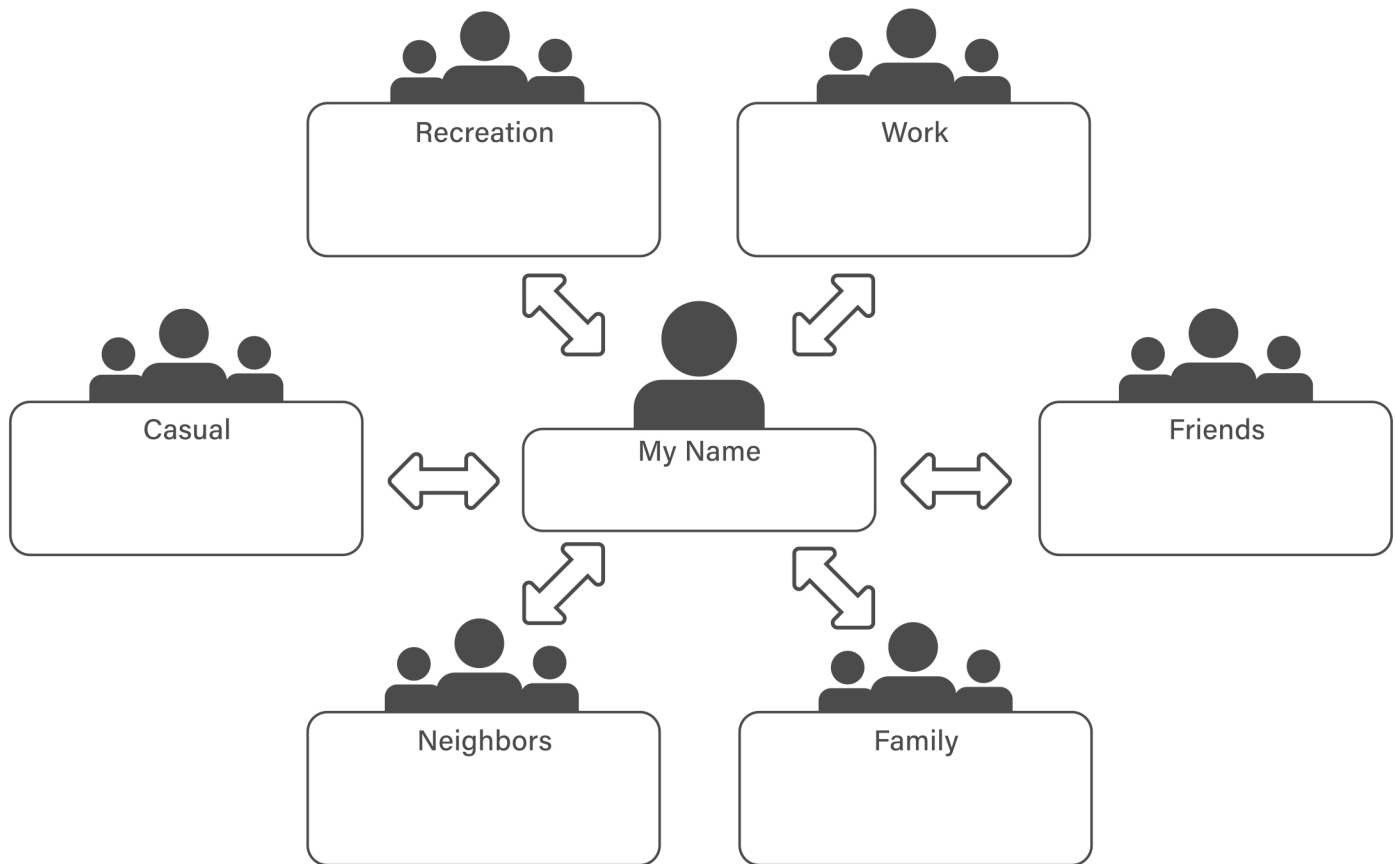 Recreation
Work
Casual
My Name
Friends
Neighbors
Family